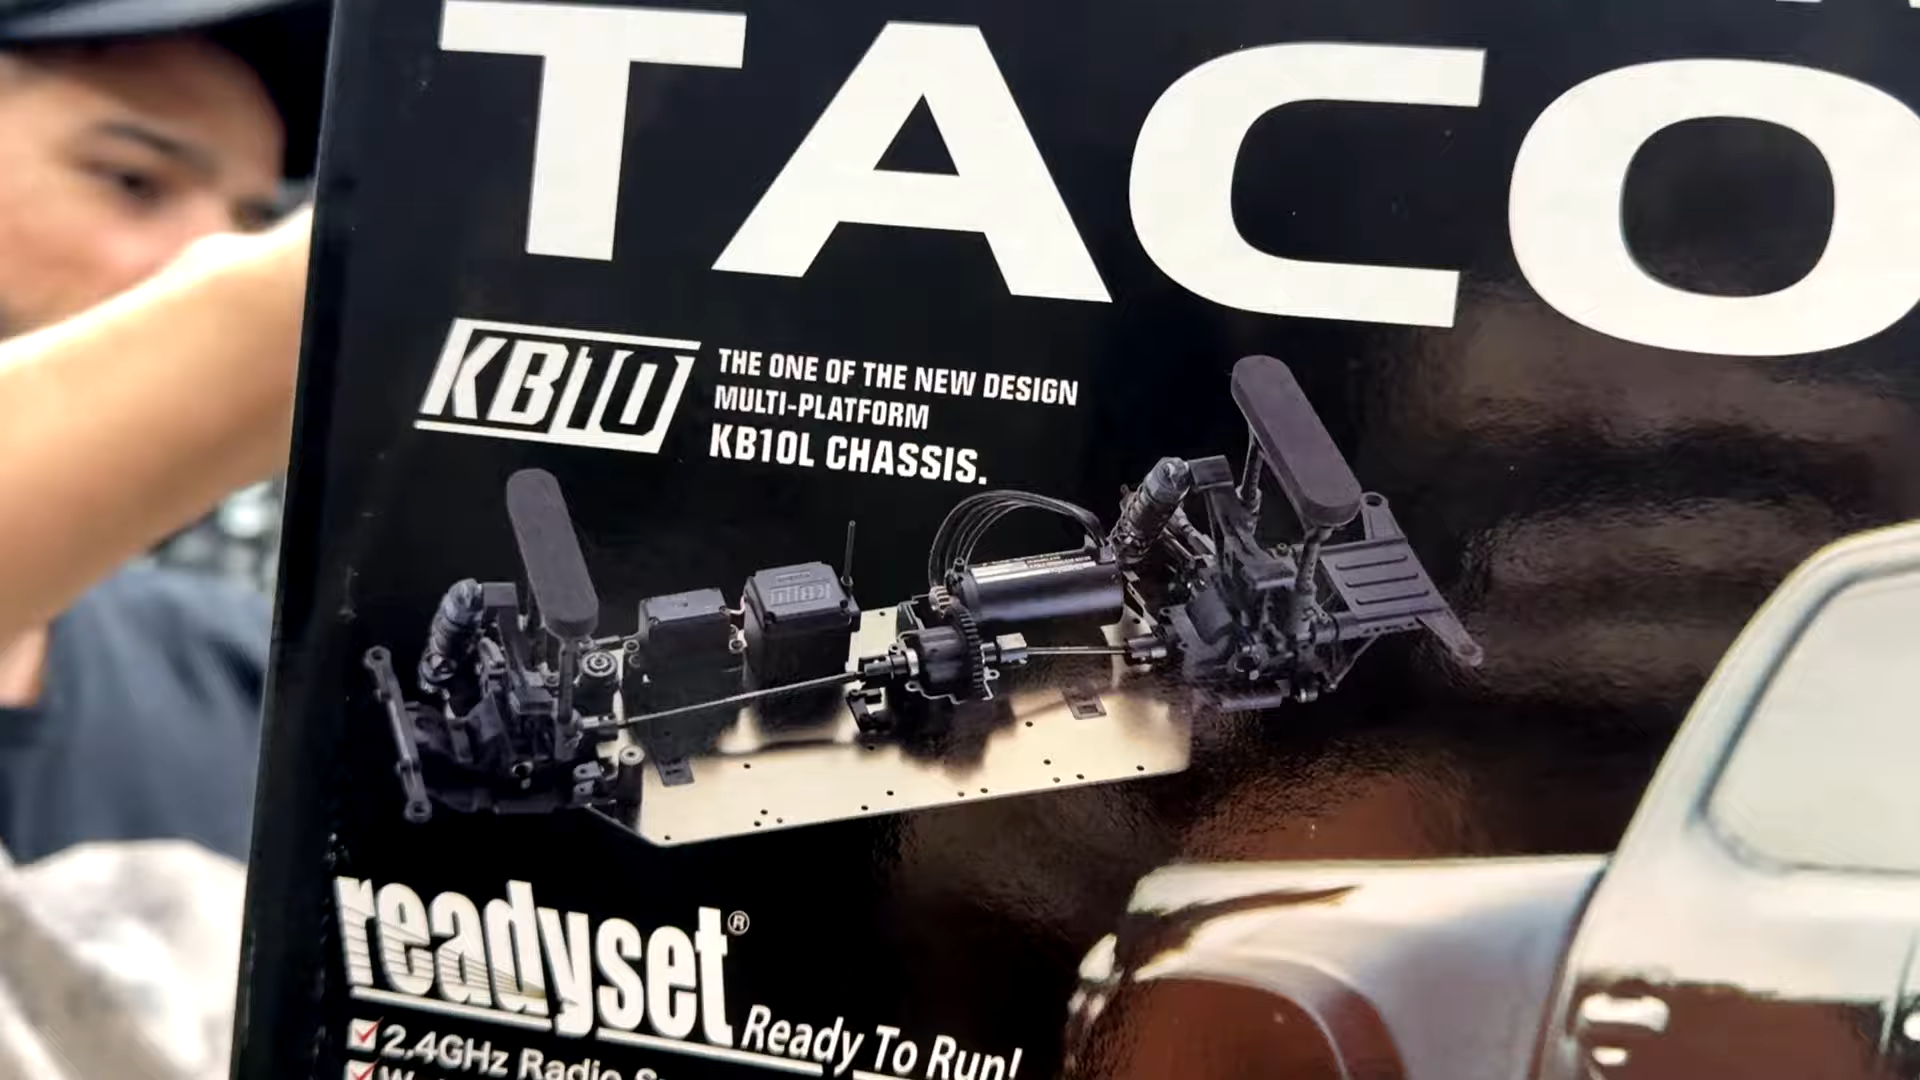 TACO
KB10
THE ONE OF THE NEW DESIGN
MULTI-PLATFORM
KB10L CHASSIS.
readyset®
Ready To Run!
2.4GHz Radio